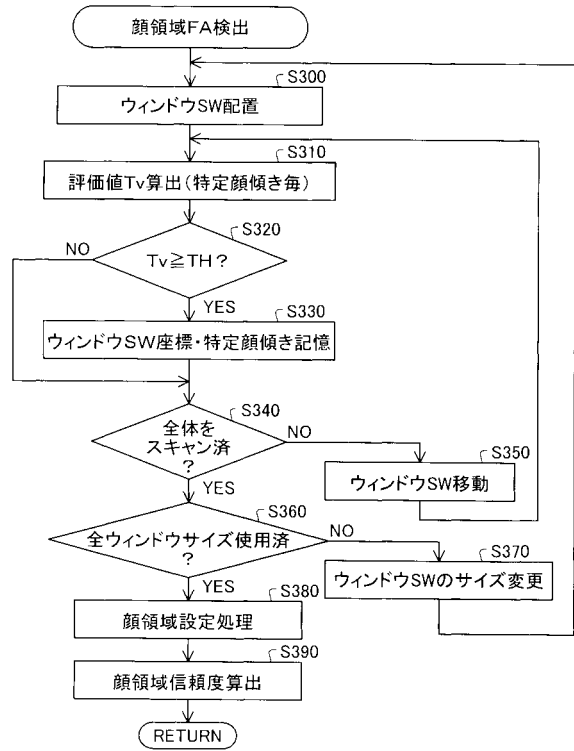 顔領域FA検出
S300
ウィンドウSW配置
S310
評価値Tv算出(特定顔傾き毎)
S320
NO
Tv≧TH?
YES
S330
ウィンドウSW座標・特定顔傾き記憶
S340
全体を
スキャン済
?
NO
S350
ウィンドウSW移動
YES
S360
全ウィンドウサイズ使用済
?
NO
S370
ウィンドウSWのサイズ変更
YES
S380
顔領域設定処理
S390
顔領域信頼度算出
RETURN